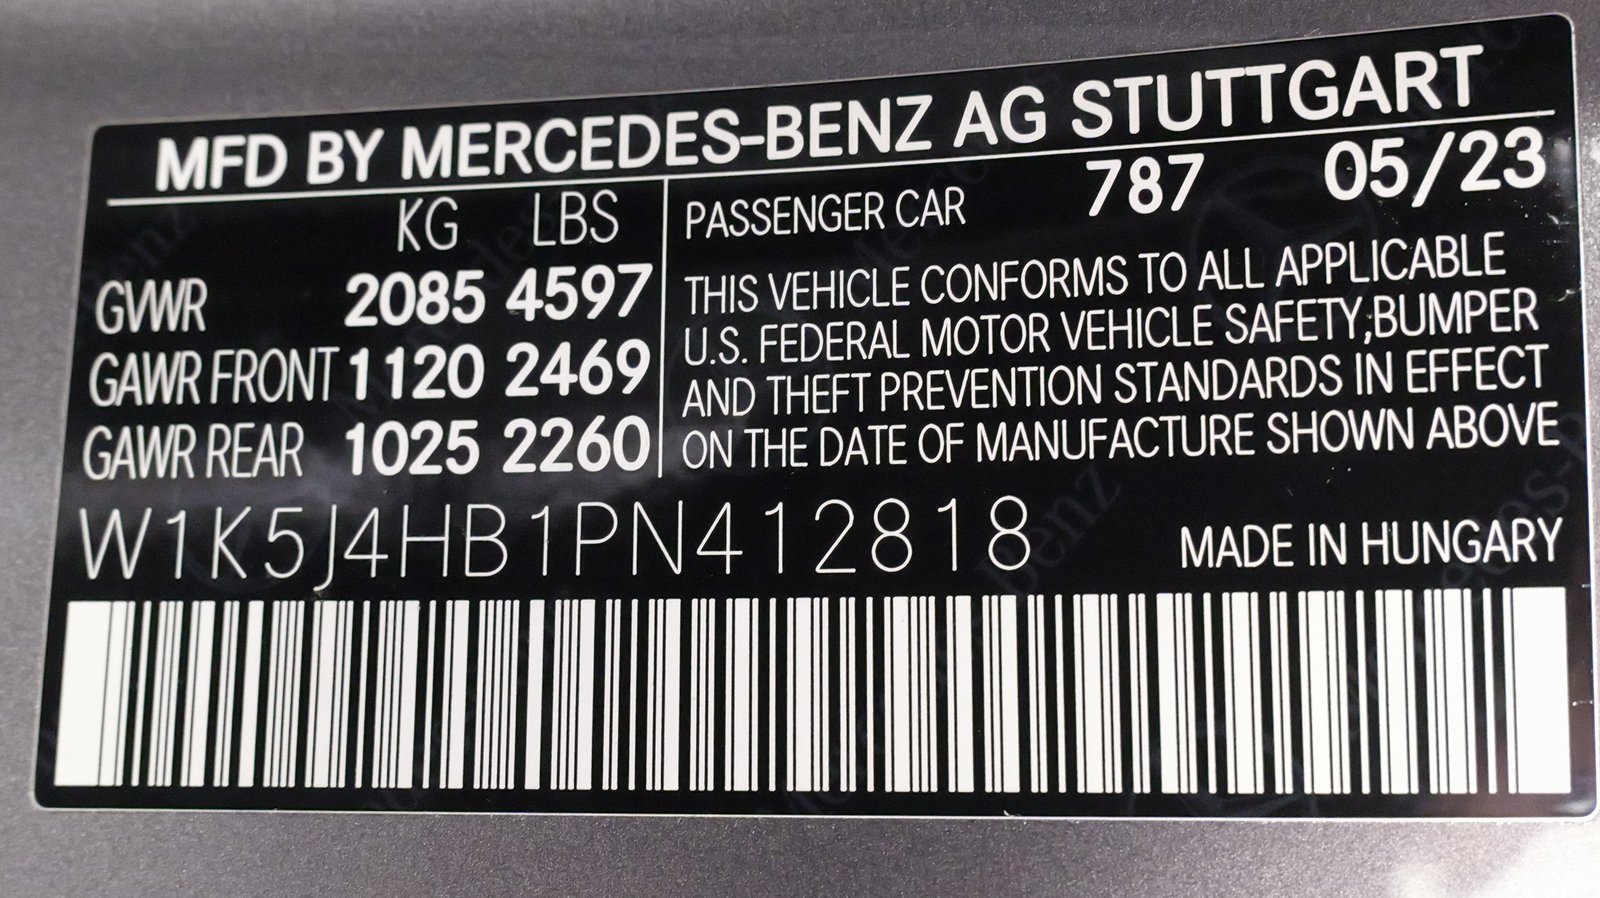 MFD BY MERCEDES-BENZ AG STUTTGART
KG LBS
GVWR 2085 4597
GAWR FRONT 1120 2469
GAWR REAR 1025 2260
PASSENGER CAR 787 05/23
THIS VEHICLE CONFORMS TO ALL APPLICABLE
U.S. FEDERAL MOTOR VEHICLE SAFETY,BUMPER
AND THEFT PREVENTION STANDARDS IN EFFECT
ON THE DATE OF MANUFACTURE SHOWN ABOVE
W1K5J4HB1PN412818
MADE IN HUNGARY